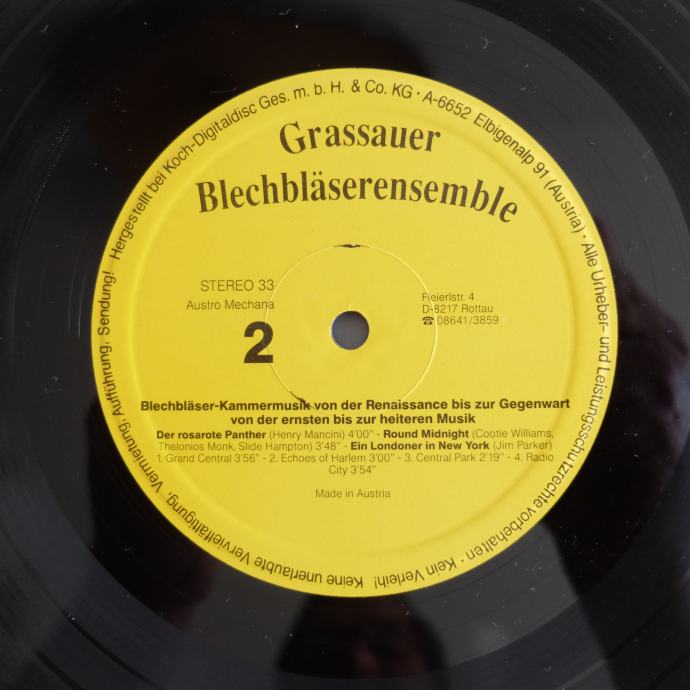 Hergestellt bei Koch-Digitaldisc Ges. m. b. H. & Co. KG · A-6652 Elbigenalp 91 (Austria) · Alle Urheber- und Leistungsschutzrechte vorbehalten · Kein Verleih! Keine unerlaubte Vervielfältigung, Vermietung, Aufführung, Sendung!
Grassauer
Blechbläserensemble
STEREO 33
Austro Mechana
2
Freierlstr. 4
D-8217 Rottau
☎ 08641/3859
Blechbläser-Kammermusik von der Renaissance bis zur Gegenwart
von der ernsten bis zur heiteren Musik
Der rosarote Panther (Henry Mancini) 4'00" - Round Midnight (Cootie Williams,
Thelonios Monk, Slide Hampton) 3'48" - Ein Londoner in New York (Jim Parker)
1. Grand Central 3'56" - 2. Echoes of Harlem 3'00" - 3. Central Park 2'19" - 4. Radio
City 3'54"
Made in Austria